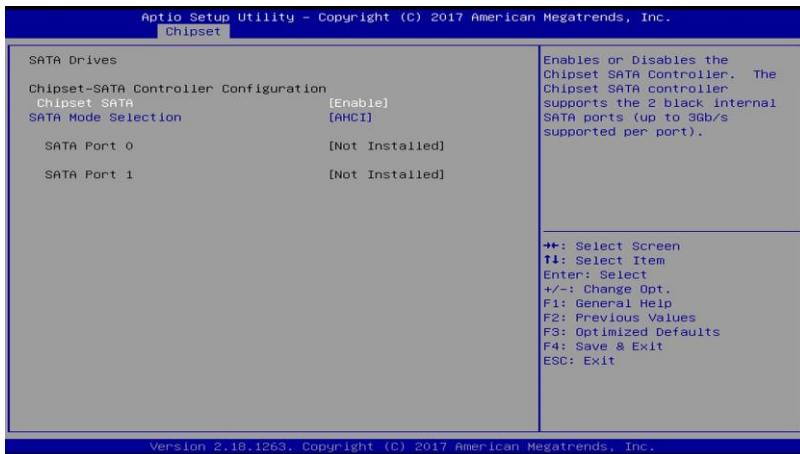 Aptio Setup Utility – Copyright (C) 2017 American Megatrends, Inc.
Chipset
SATA Drives
Chipset-SATA Controller Configuration
Chipset SATA [Enable]
SATA Mode Selection [AHCI]
SATA Port 0 [Not Installed]
SATA Port 1 [Not Installed]
Enables or Disables the
Chipset SATA Controller. The
Chipset SATA controller
supports the 2 black internal
SATA ports (up to 3Gb/s
supported per port).
→←: Select Screen
↑↓: Select Item
Enter: Select
+/-: Change Opt.
F1: General Help
F2: Previous Values
F3: Optimized Defaults
F4: Save & Exit
ESC: Exit
Version 2.18.1263. Copyright (C) 2017 American Megatrends, Inc.